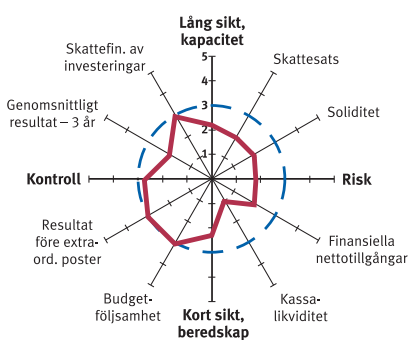 Lång sikt,
kapacitet
Skattefin. av
investeringar
Skattesats
Genomsnittligt
resultat – 3 år
Soliditet
5
4
3
2
1
Kontroll
Risk
Resultat
före extra-
ord. poster
Finansiella
nettotillgångar
Budget-
följsamhet
Kort sikt,
beredskap
Kassa-
likviditet